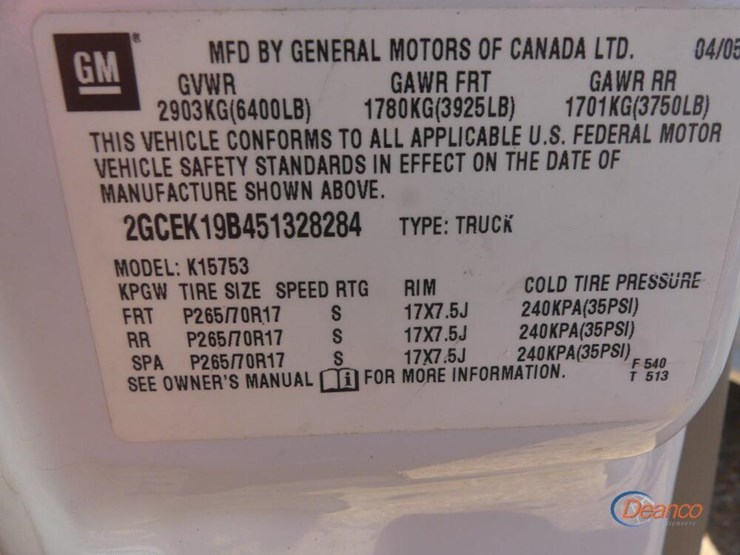 GM
MFD BY GENERAL MOTORS OF CANADA LTD. 04/05
GVWR GAWR FRT GAWR RR
2903KG(6400LB) 1780KG(3925LB) 1701KG(3750LB)
THIS VEHICLE CONFORMS TO ALL APPLICABLE U.S. FEDERAL MOTOR
VEHICLE SAFETY STANDARDS IN EFFECT ON THE DATE OF
MANUFACTURE SHOWN ABOVE.
2GCEK19B451328284 TYPE: TRUCK
MODEL: K15753
KPGW TIRE SIZE SPEED RTG RIM COLD TIRE PRESSURE
FRT P265/70R17 S 17X7.5J 240KPA(35PSI)
RR P265/70R17 S 17X7.5J 240KPA(35PSI)
SPA P265/70R17 S 17X7.5J 240KPA(35PSI)
SEE OWNER'S MANUAL i FOR MORE INFORMATION.
F 540
T 513
Deanco